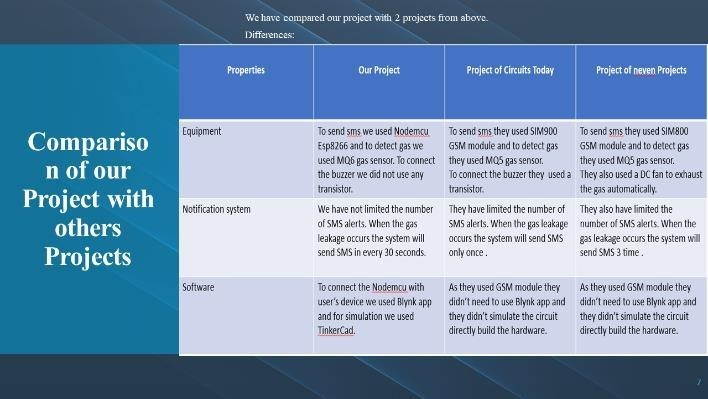 We have compared our project with 2 projects from above.
Differences:
Compariso
n of our
Project with
others
Projects
Properties
Our Project
Project of Circuits Today
Project of neven Projects
Equipment
To send sms we used Nodemcu
Esp8266 and to detect gas we
used MQ6 gas sensor. To connect
the buzzer we did not use any
transistor.
To send sms they used SIM900
GSM module and to detect gas
they used MQ5 gas sensor.
To connect the buzzer they used a
transistor.
To send sms they used SIM800
GSM module and to detect gas
they used MQ5 gas sensor.
They also used a DC fan to exhaust
the gas automatically.
Notification system
We have not limited the number
of SMS alerts. When the gas
leakage occurs the system will
send SMS in every 30 seconds.
They have limited the number of
SMS alerts. When the gas leakage
occurs the system will send SMS
only once .
They also have limited the
number of SMS alerts. When the
gas leakage occurs the system will
send SMS 3 time .
Software
To connect the Nodemcu with
user's device we used Blynk app
and for simulation we used
TinkerCad.
As they used GSM module they
didn't need to use Blynk app and
they didn't simulate the circuit
directly build the hardware.
As they used GSM module they
didn't need to use Blynk app and
they didn't simulate the circuit
directly build the hardware.
7